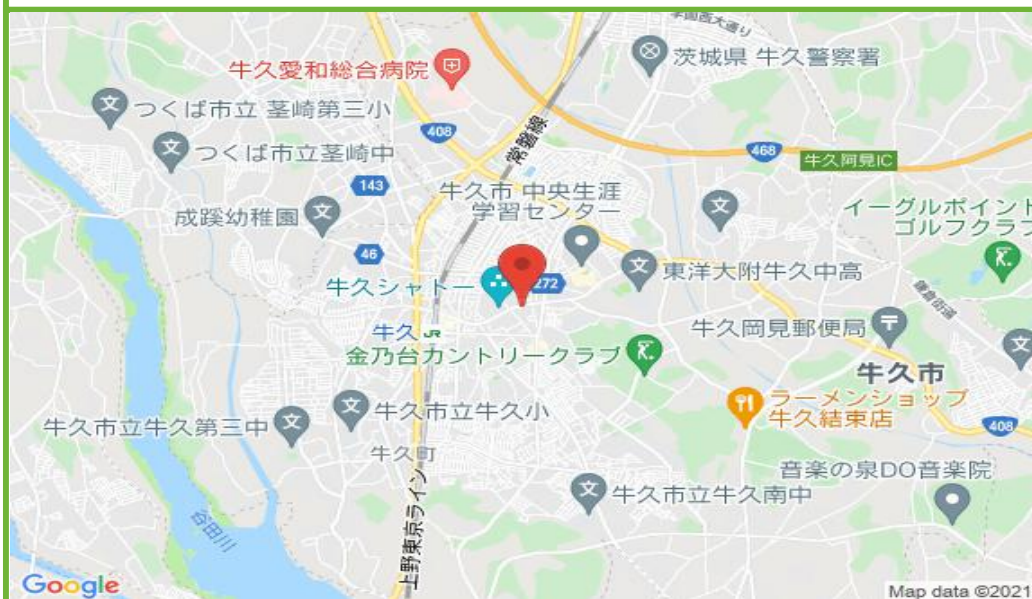 学園西大通り
牛久愛和総合病院
茨城県 牛久警察署
つくば市立 茎崎第三小
408
常磐線
468
つくば市立茎崎中
牛久阿見IC
143
牛久市 中央生涯
学習センター
成蹊幼稚園
イーグルポイント
ゴルフクラブ
46
東洋大附牛久中高
牛久シャトー
272
鎌倉街道
牛久岡見郵便局
牛久 JR
金乃台カントリークラブ
牛久市
ラーメンショップ
牛久結束店
牛久市立牛久小
牛久市立牛久第三中
408
牛久町
音楽の泉DO音楽院
牛久市立牛久南中
谷田川
上野東京ライン
Google
Map data ©2021